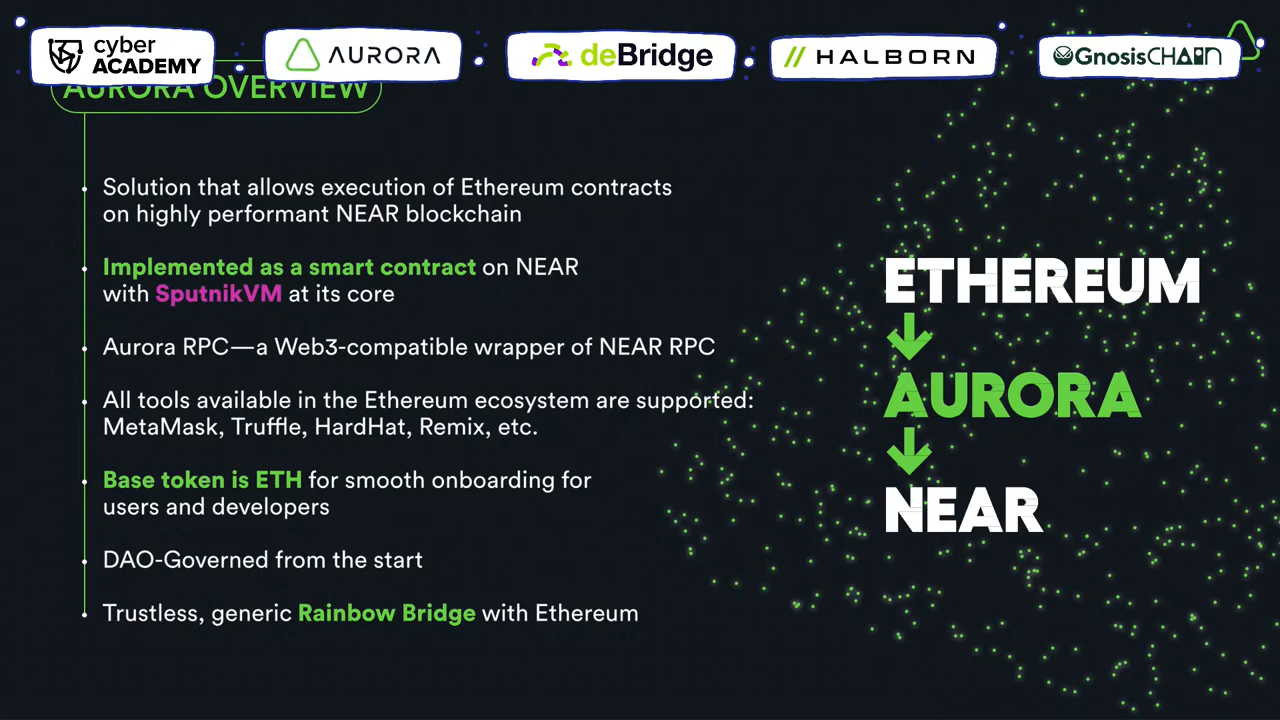 cyber
ACADEMY
AURORA
deBridge
HALBORN
GnosisCHAIN
AURORA OVERVIEW
Solution that allows execution of Ethereum contracts
on highly performant NEAR blockchain
Implemented as a smart contract on NEAR
with SputnikVM at its core
Aurora RPC—a Web3-compatible wrapper of NEAR RPC
All tools available in the Ethereum ecosystem are supported:
MetaMask, Truffle, HardHat, Remix, etc.
Base token is ETH for smooth onboarding for
users and developers
DAO-Governed from the start
Trustless, generic Rainbow Bridge with Ethereum
ETHEREUM
AURORA
NEAR